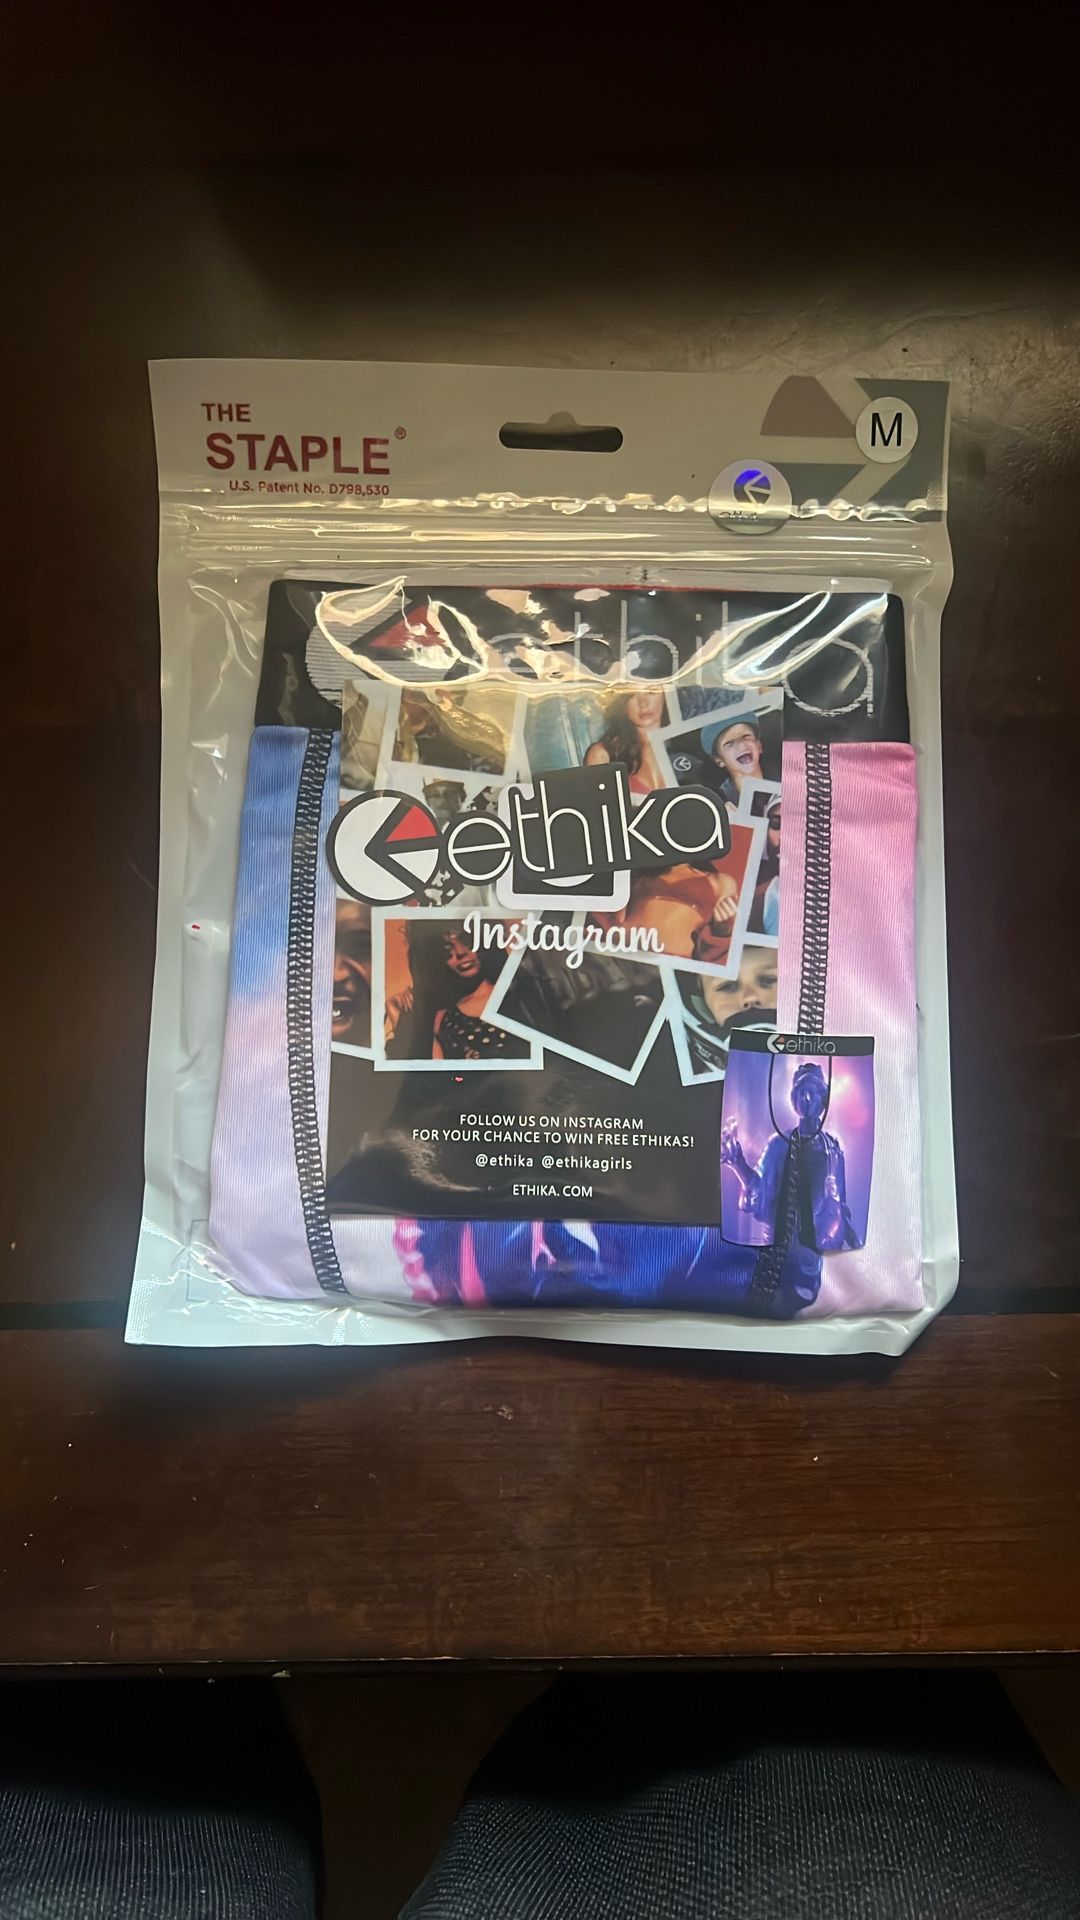 THE
STAPLE®
U.S. Patent No. D798,530
M
ethika
ethika
Instagram
ethika
FOLLOW US ON INSTAGRAM
FOR YOUR CHANCE TO WIN FREE ETHIKAS!
@ethika @ethikagirls
ETHIKA.COM